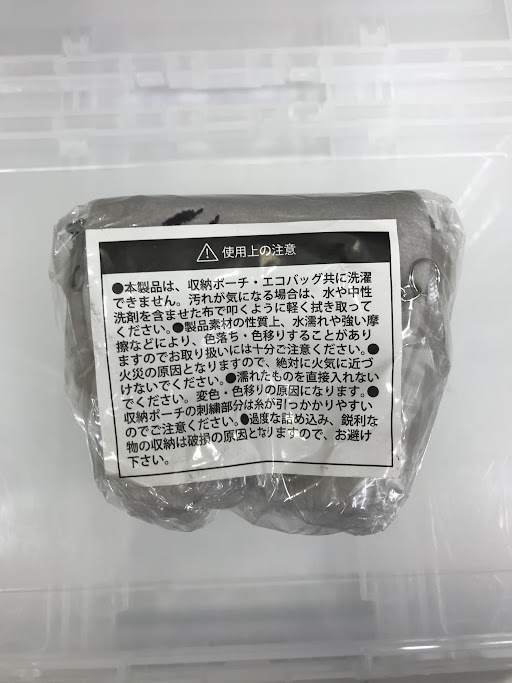 ⚠ 使用上の注意
●本製品は、収納ポーチ・エコバッグ共に洗濯
できません。汚れが気になる場合は、水や中性
洗剤を含ませた布で叩くように軽く拭き取って
ください。●製品素材の性質上、水濡れや強い摩
擦などにより、色落ち・色移りすることがあり
ますのでお取り扱いには十分ご注意ください。●
火災の原因となりますので、絶対に火気に近づ
けないでください。●濡れたものを直接入れない
でください。変色・色移りの原因になります。●
収納ポーチの刺繍部分は糸が引っかかりやすい
のでご注意ください。●過度な詰め込み、鋭利な
物の収納は破損の原因となりますので、お避け
下さい。